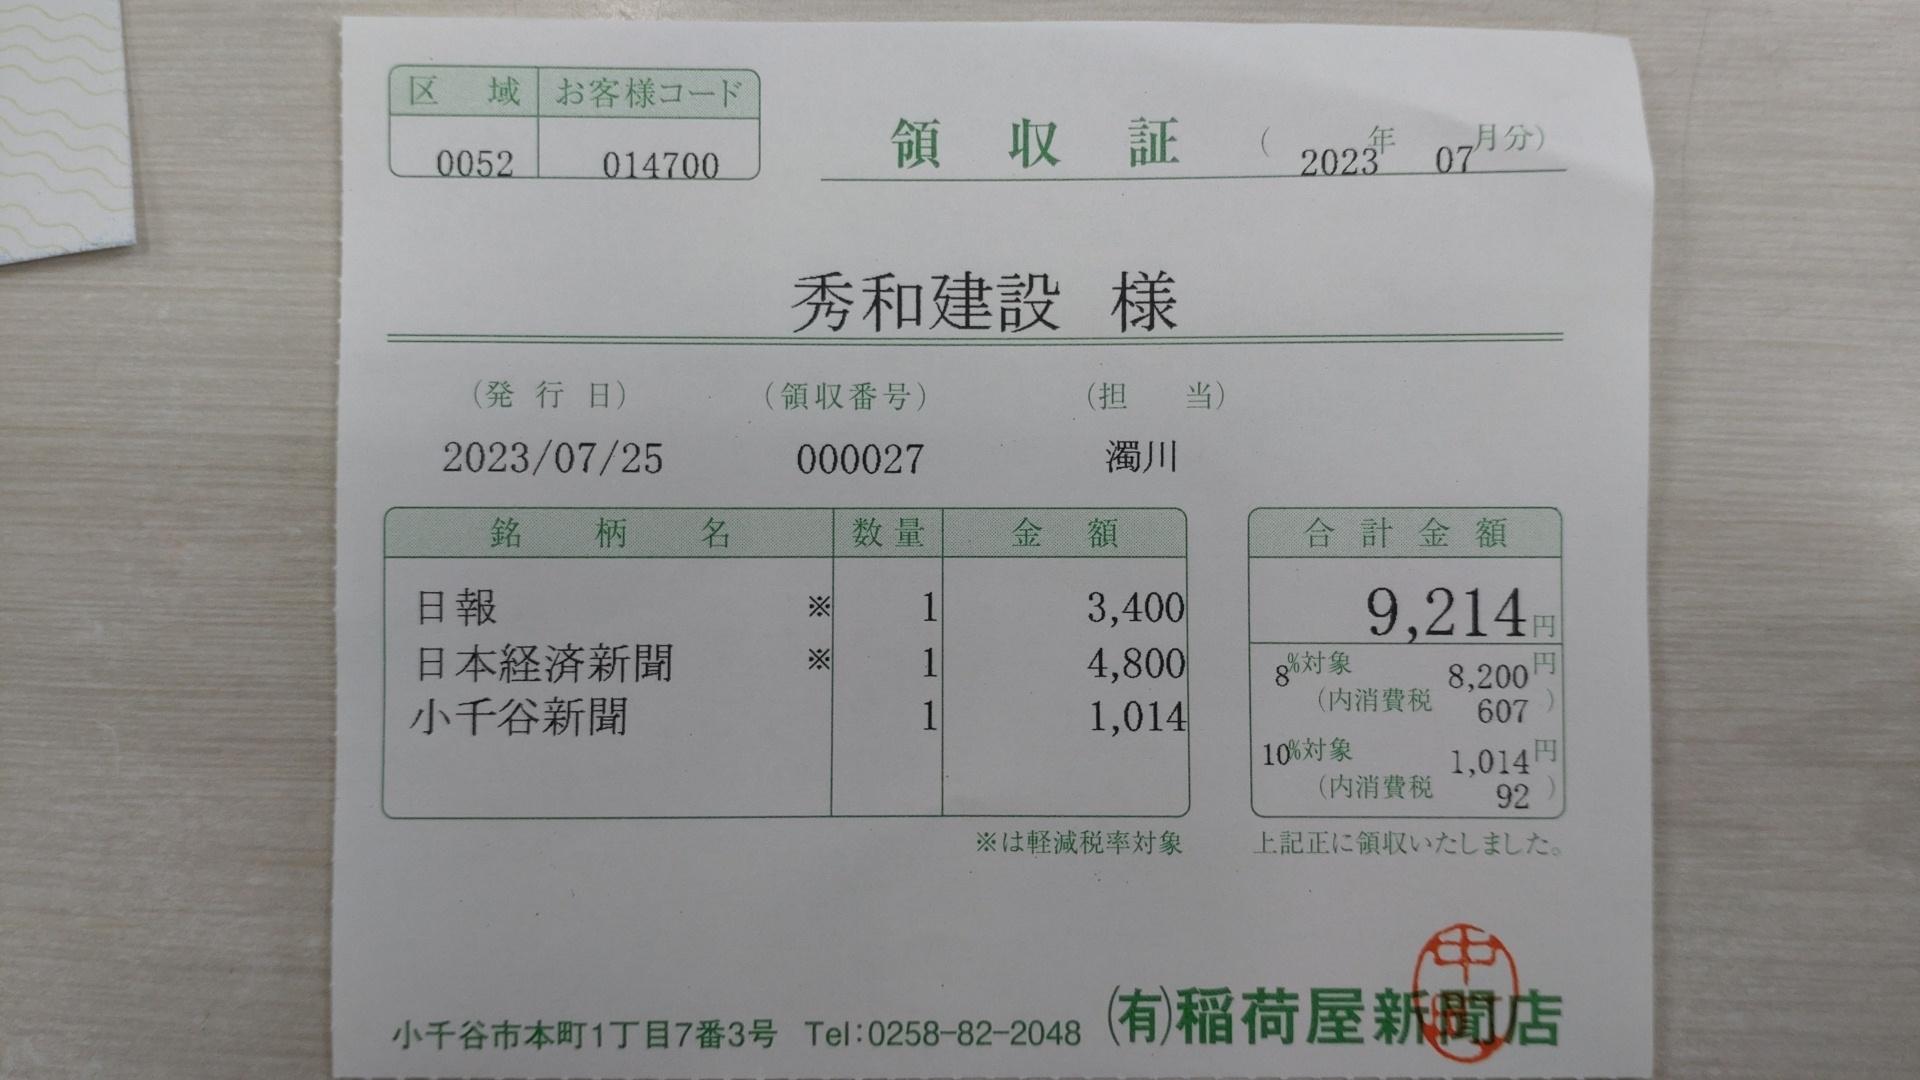 区 域 お客様コード
0052 014700
領 収 証 ( 2023年 07月分)
秀和建設 様
(発 行 日) (領収番号) (担 当)
2023/07/25 000027 濁川
銘 柄 名 数量 金 額
日報 ※ 1 3,400
日本経済新聞 ※ 1 4,800
小千谷新聞 1 1,014
※は軽減税率対象
合 計 金 額
9,214円
8%対象 8,200円
(内消費税 607 )
10%対象 1,014円
(内消費税 92 )
上記正に領収いたしました。
小千谷市本町1丁目7番3号 Tel:0258-82-2048 (有)稲荷屋新聞店